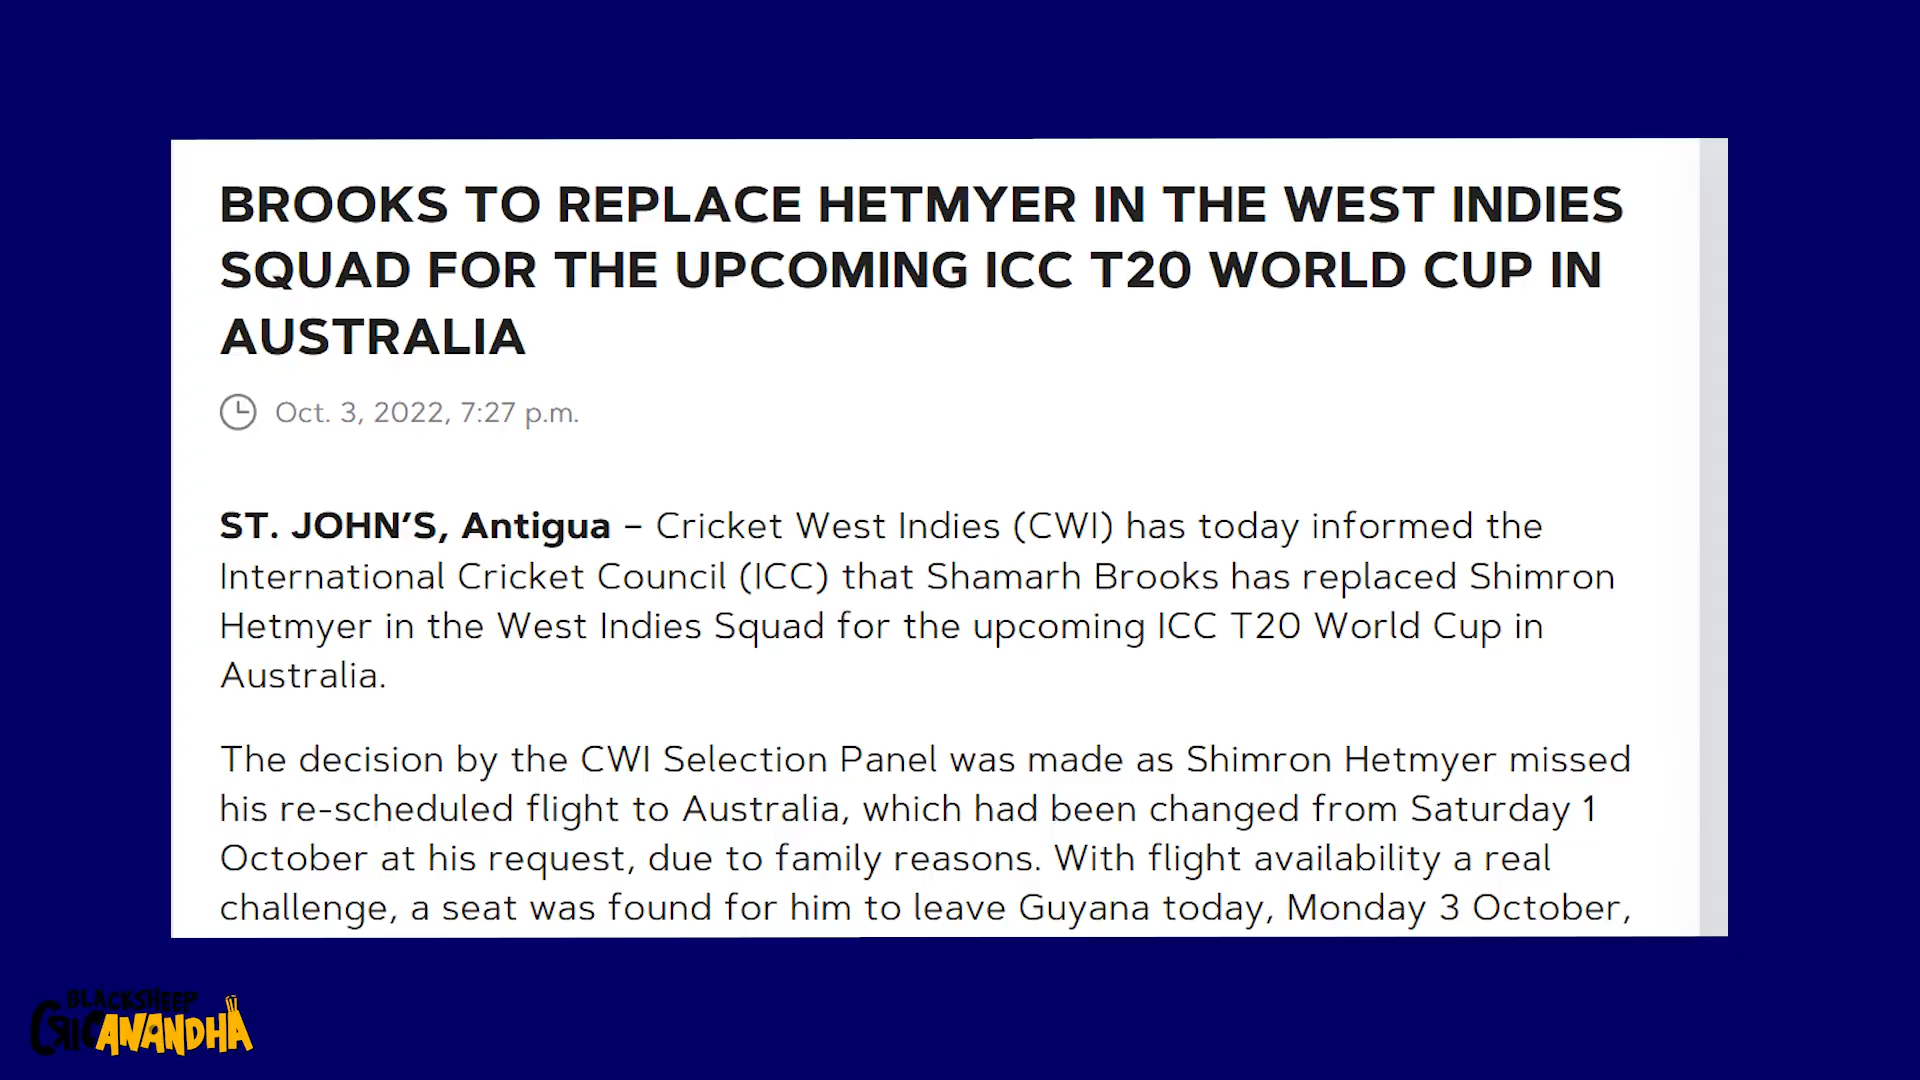 BROOKS TO REPLACE HETMYER IN THE WEST INDIES
SQUAD FOR THE UPCOMING ICC T20 WORLD CUP IN
AUSTRALIA
Oct. 3, 2022, 7:27 p.m.
ST. JOHN’S, Antigua – Cricket West Indies (CWI) has today informed the
International Cricket Council (ICC) that Shamarh Brooks has replaced Shimron
Hetmyer in the West Indies Squad for the upcoming ICC T20 World Cup in
Australia.
The decision by the CWI Selection Panel was made as Shimron Hetmyer missed
his re-scheduled flight to Australia, which had been changed from Saturday 1
October at his request, due to family reasons. With flight availability a real
challenge, a seat was found for him to leave Guyana today, Monday 3 October,
BLACKSHEEP
CRICANANDHA